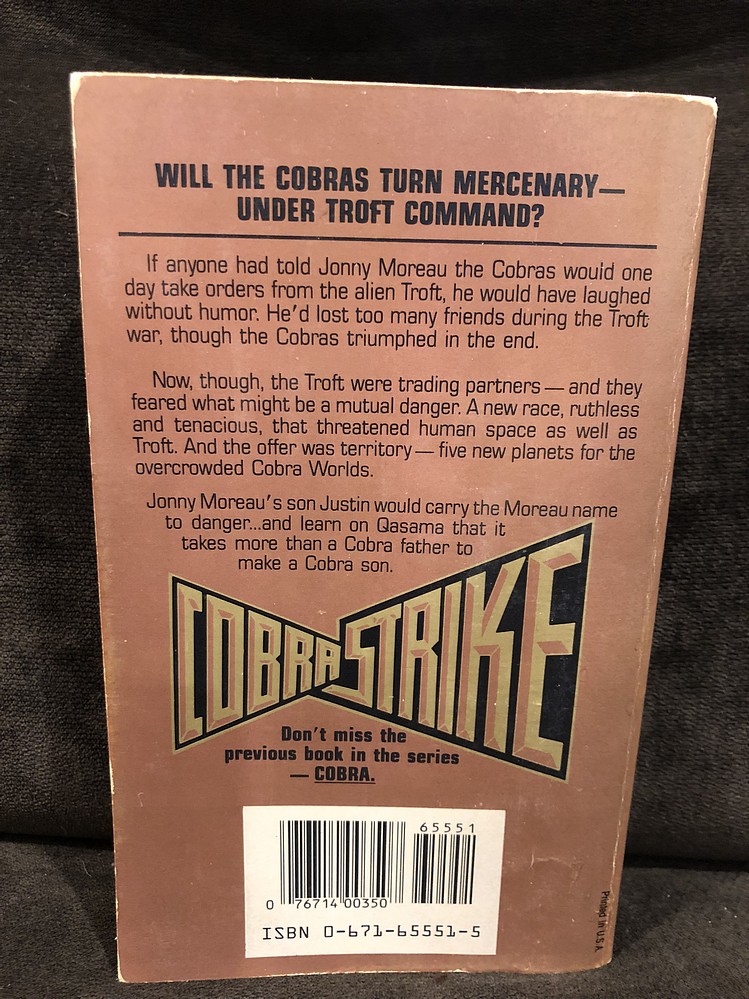 WILL THE COBRAS TURN MERCENARY—
UNDER TROFT COMMAND?
If anyone had told Jonny Moreau the Cobras would one
day take orders from the alien Troft, he would have laughed
without humor. He'd lost too many friends during the Troft
war, though the Cobras triumphed in the end.
Now, though, the Troft were trading partners — and they
feared what might be a mutual danger. A new race, ruthless
and tenacious, that threatened human space as well as
Troft. And the offer was territory — five new planets for the
overcrowded Cobra Worlds.
Jonny Moreau's son Justin would carry the Moreau name
to danger...and learn on Qasama that it
takes more than a Cobra father to
make a Cobra son.
COBRA STRIKE
Don't miss the
previous book in the series
— COBRA.
65551
0 76714 00350
ISBN 0-671-65551-5
Printed in U.S.A.